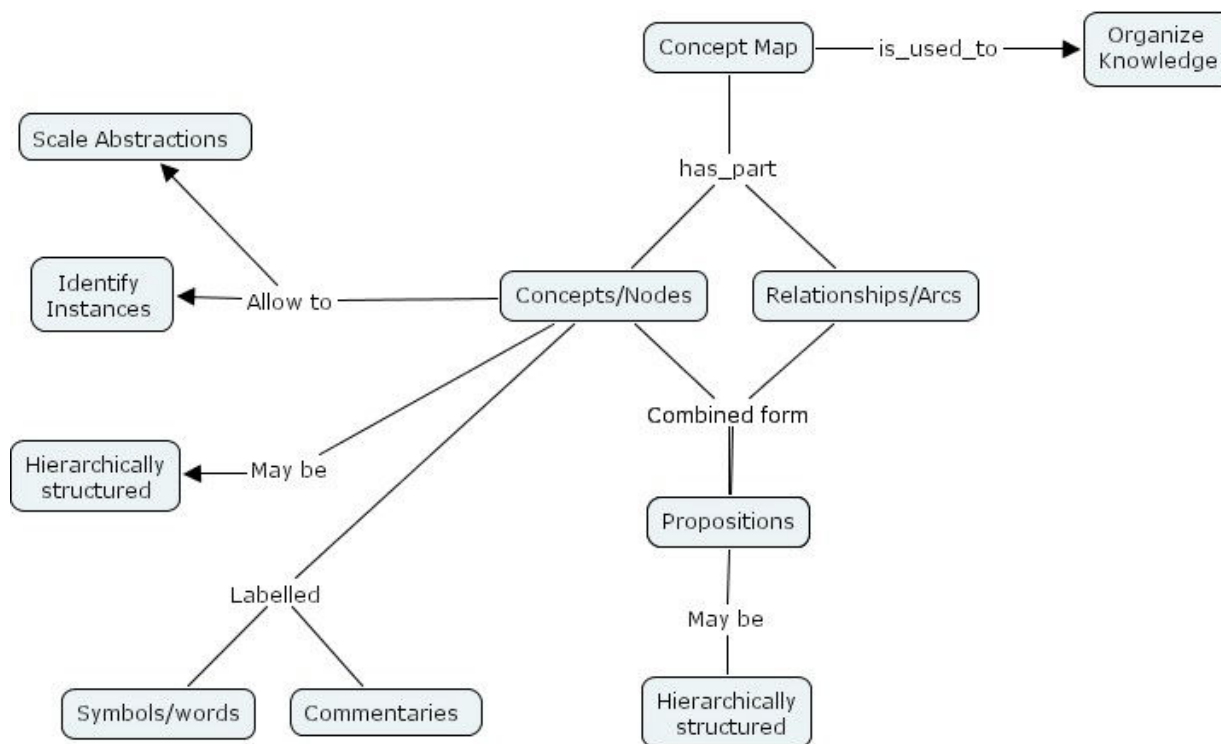 Concept Map
is_used_to
Organize
Knowledge
Scale Abstractions
has_part
Identify
Instances
Allow to
Concepts/Nodes
Relationships/Arcs
Combined form
Hierarchically
structured
May be
Propositions
Labelled
May be
Symbols/words
Commentaries
Hierarchically
structured